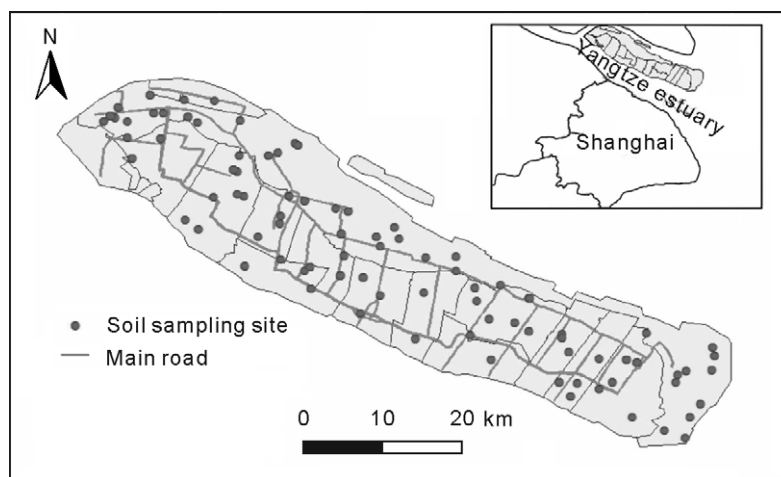 N
Yangtze estuary
Shanghai
Soil sampling site
Main road
0 10 20 km